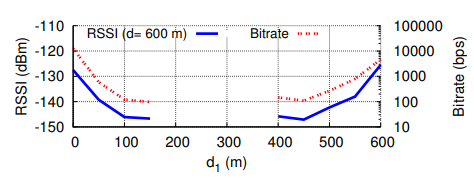 -110
-120
-130
-140
-150
RSSI (dBm)
RSSI (d= 600 m)
Bitrate
100000
10000
1000
100
10
Bitrate (bps)
0 100 200 300 400 500 600
d1 (m)